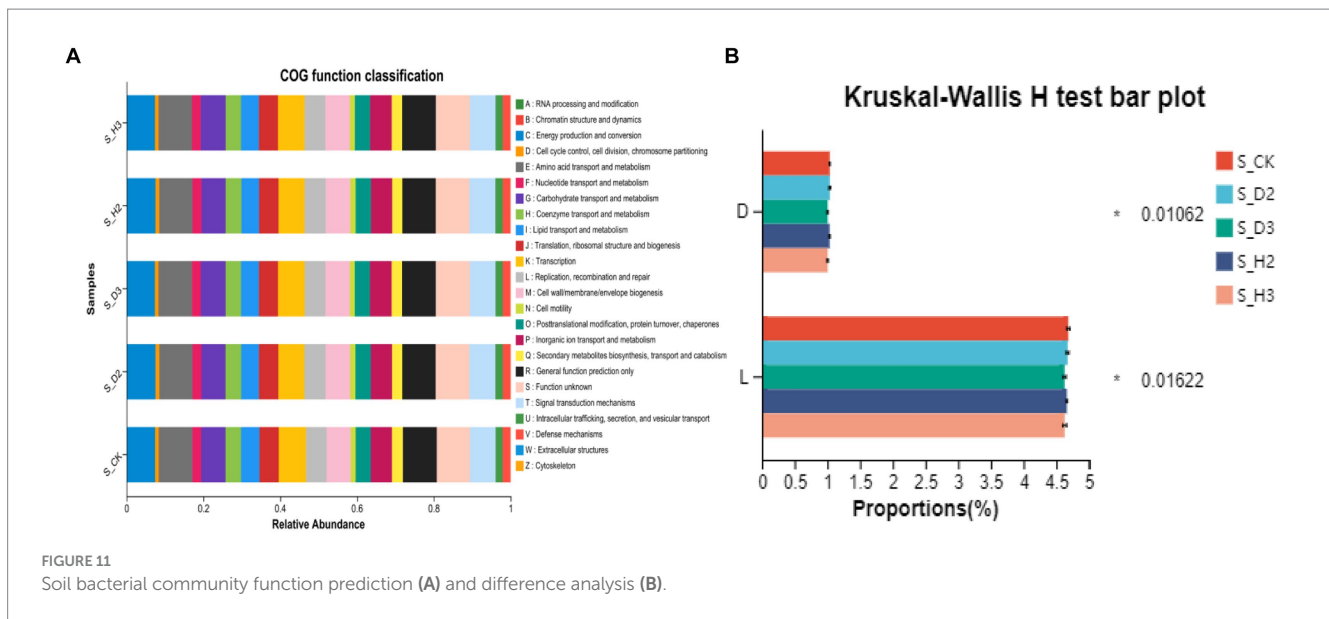 A
COG function classification
S_H3
S_H2
S_D3
S_D2
S_CK
Samples
0
0.2
0.4
0.6
0.8
1
Relative Abundance
A : RNA processing and modification
B : Chromatin structure and dynamics
C : Energy production and conversion
D : Cell cycle control, cell division, chromosome partitioning
E : Amino acid transport and metabolism
F : Nucleotide transport and metabolism
G : Carbohydrate transport and metabolism
H : Coenzyme transport and metabolism
I : Lipid transport and metabolism
J : Translation, ribosomal structure and biogenesis
K : Transcription
L : Replication, recombination and repair
M : Cell wall/membrane/envelope biogenesis
N : Cell motility
O : Posttranslational modification, protein turnover, chaperones
P : Inorganic ion transport and metabolism
Q : Secondary metabolites biosynthesis, transport and catabolism
R : General function prediction only
S : Function unknown
T : Signal transduction mechanisms
U : Intracellular trafficking, secretion, and vesicular transport
V : Defense mechanisms
W : Extracellular structures
Z : Cytoskeleton
B
Kruskal-Wallis H test bar plot
D
* 0.01062
L
* 0.01622
0 0.5 1 1.5 2 2.5 3 3.5 4 4.5 5
Proportions(%)
S_CK
S_D2
S_D3
S_H2
S_H3
FIGURE 11
Soil bacterial community function prediction (A) and difference analysis (B).